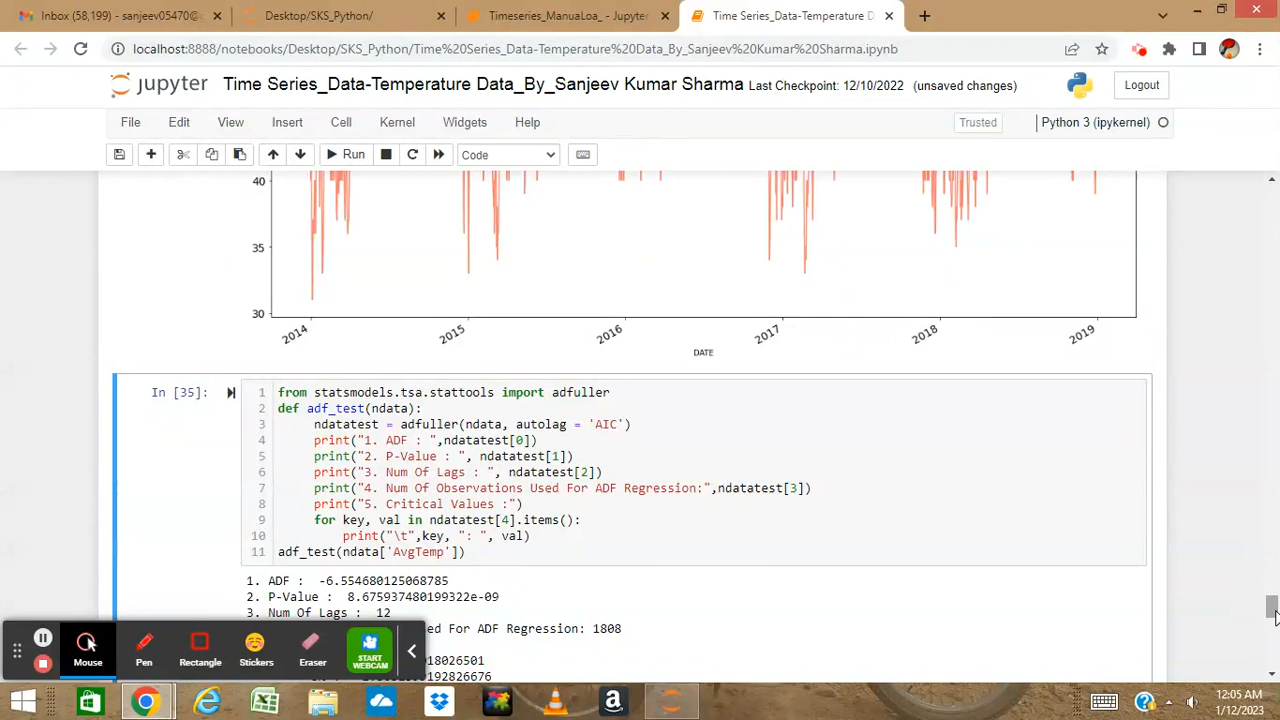 Inbox (58,199) - sanjeev05470@
Desktop/SKS_Python/
Timeseries_ManuaLoa_ - Jupyter
Time Series_Data-Temperature D
localhost:8888/notebooks/Desktop/SKS_Python/Time%20Series_Data-Temperature%20Data_By_Sanjeev%20Kumar%20Sharma.ipynb
jupyter Time Series_Data-Temperature Data_By_Sanjeev Kumar Sharma Last Checkpoint: 12/10/2022 (unsaved changes) Logout
File Edit View Insert Cell Kernel Widgets Help Trusted Python 3 (ipykernel)
Run Code
40
35
30
2014 2015 2016 2017 2018 2019
DATE
In [35]:
1 from statsmodels.tsa.stattools import adfuller
2 def adf_test(ndata):
3 ndatatest = adfuller(ndata, autolag = 'AIC')
4 print("1. ADF : ",ndatatest[0])
5 print("2. P-Value : ", ndatatest[1])
6 print("3. Num Of Lags : ", ndatatest[2])
7 print("4. Num Of Observations Used For ADF Regression:",ndatatest[3])
8 print("5. Critical Values :")
9 for key, val in ndatatest[4].items():
10 print("\t",key, ": ", val)
11 adf_test(ndata['AvgTemp'])
1. ADF : -6.554680125068785
2. P-Value : 8.675937480199322e-09
3. Num Of Lags : 12
ed For ADF Regression: 1808
018026501
192826676
Mouse Pen Rectangle Stickers Eraser START WEBCAM
12:05 AM
1/12/2023